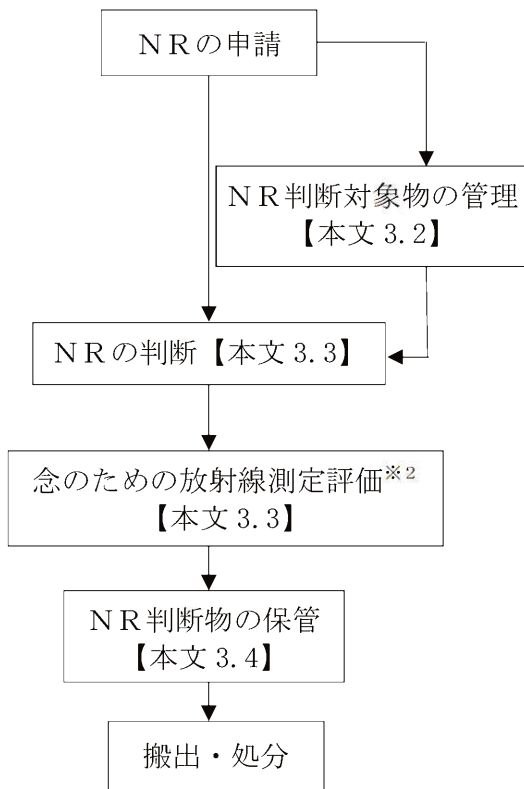 ＮＲの申請
ＮＲ判断対象物の管理
【本文 3.2】
ＮＲの判断【本文 3.3】
念のための放射線測定評価※2
【本文 3.3】
ＮＲ判断物の保管
【本文 3.4】
搬出・処分